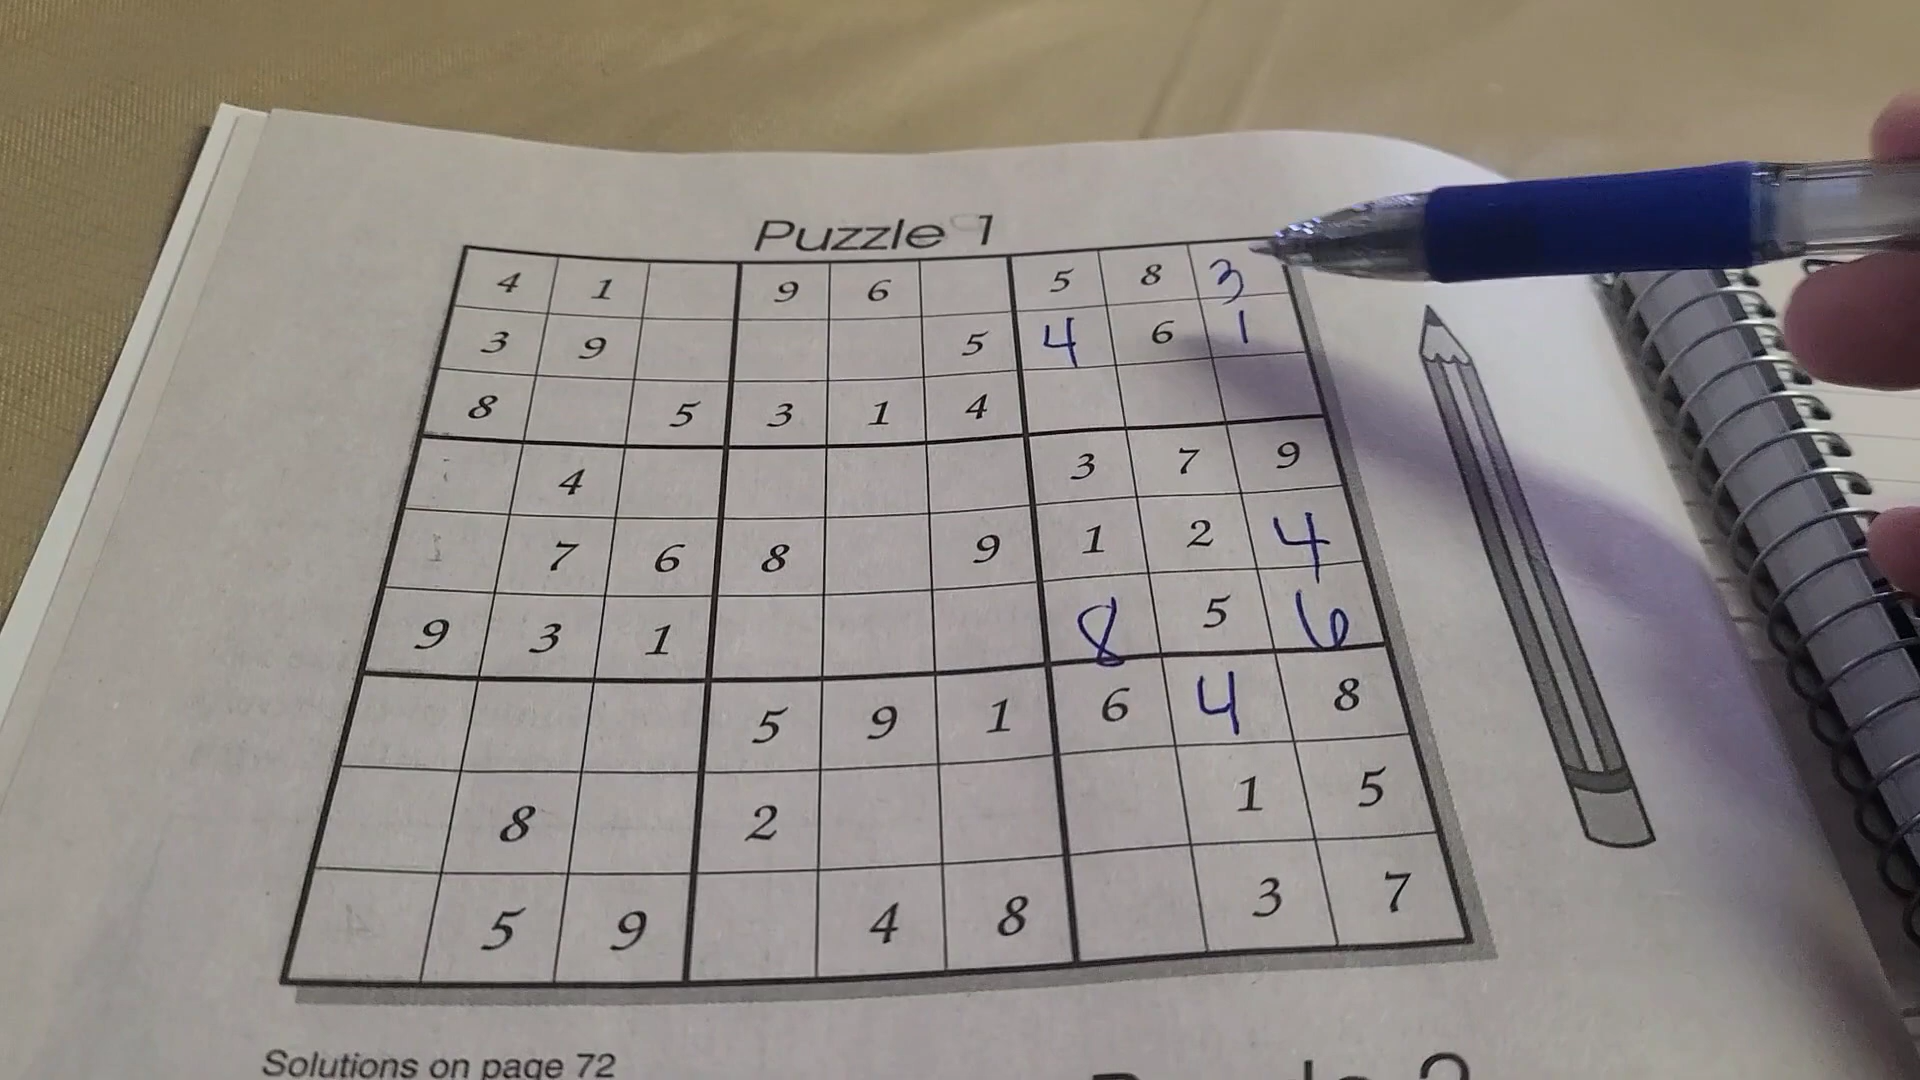 Puzzle 1
4 1 9 6 5 8 3
3 9 5 4 6 1
8 5 3 1 4
4 3 7 9
7 6 8 9 1 2 4
9 3 1 8 5 6
5 9 1 6 4 8
8 2 1 5
5 9 4 8 3 7
Solutions on page 72